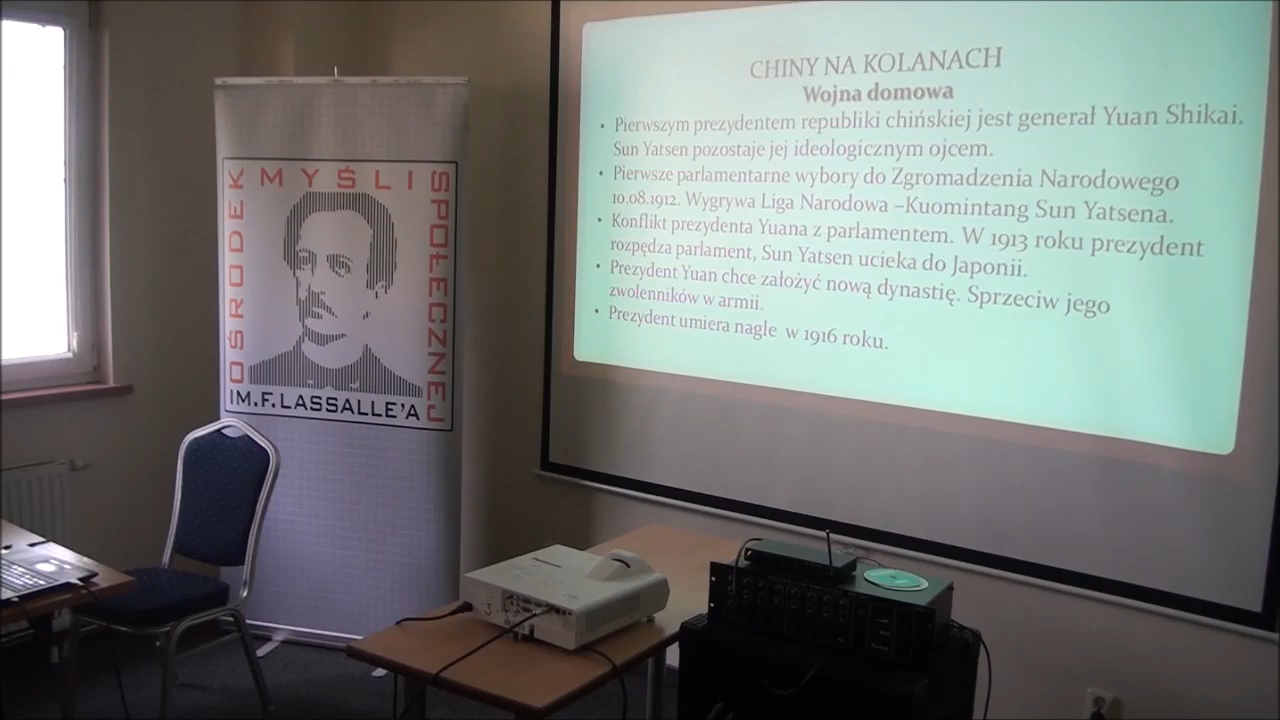 OŚRODEK
MYŚLI
SPOŁECZNEJ
IM.F.LASSALLE'A
CHINY NA KOLANACH
Wojna domowa
• Pierwszym prezydentem republiki chińskiej jest generał Yuan Shikai.
Sun Yatsen pozostaje jej ideologicznym ojcem.
• Pierwsze parlamentarne wybory do Zgromadzenia Narodowego
10.08.1912. Wygrywa Liga Narodowa –Kuomintang Sun Yatsena.
• Konflikt prezydenta Yuana z parlamentem. W 1913 roku prezydent
rozpędza parlament, Sun Yatsen ucieka do Japonii.
• Prezydent Yuan chce założyć nową dynastię. Sprzeciw jego
zwolenników w armii.
• Prezydent umiera nagle w 1916 roku.
3